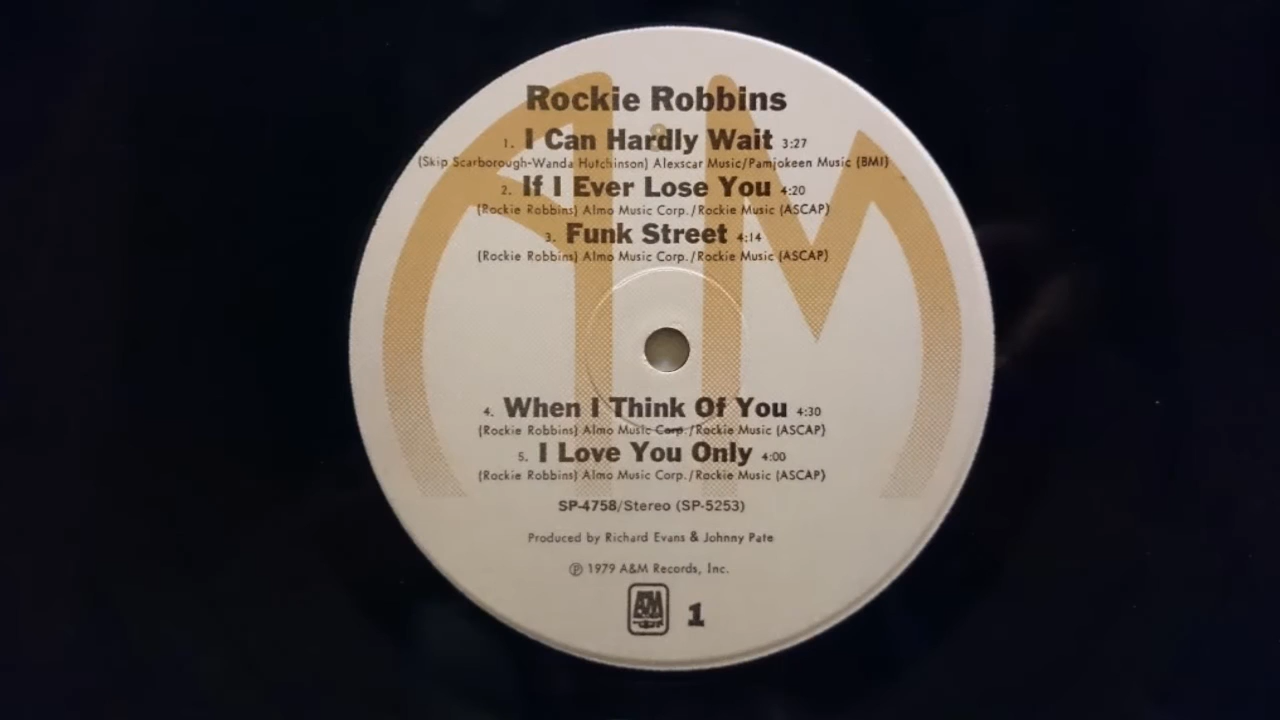 Rockie Robbins
1. I Can Hardly Wait 3:27
(Skip Scarborough-Wanda Hutchinson) Alexscar Music/Pamjokeen Music (BMI)
2. If I Ever Lose You 4:20
(Rockie Robbins) Almo Music Corp./Rockie Music (ASCAP)
3. Funk Street 4:14
(Rockie Robbins) Almo Music Corp./Rockie Music (ASCAP)
4. When I Think Of You 4:30
(Rockie Robbins) Almo Music Corp./Rockie Music (ASCAP)
5. I Love You Only 4:00
(Rockie Robbins) Almo Music Corp./Rockie Music (ASCAP)
SP-4758/Stereo (SP-5253)
Produced by Richard Evans & Johnny Pate
℗ 1979 A&M Records, Inc.
A&M 1